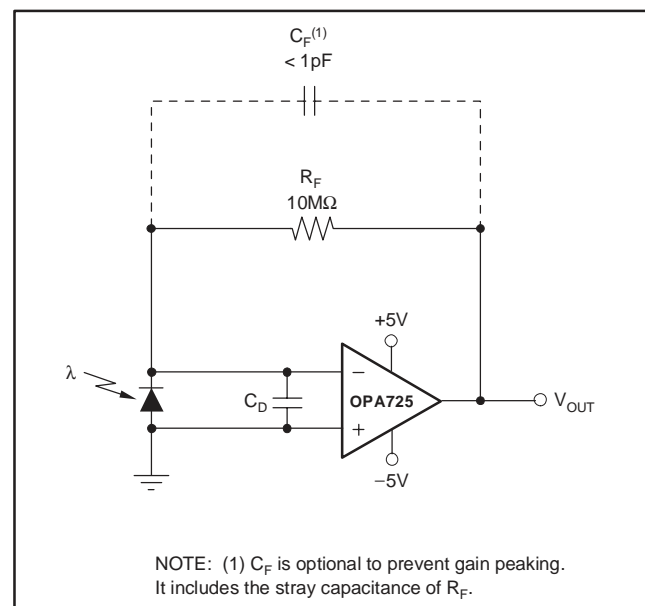 C_F(1)
< 1pF
R_F
10MΩ
+5V
λ
−
C_D
OPA725
+
V_OUT
−5V
NOTE: (1) C_F is optional to prevent gain peaking.
It includes the stray capacitance of R_F.